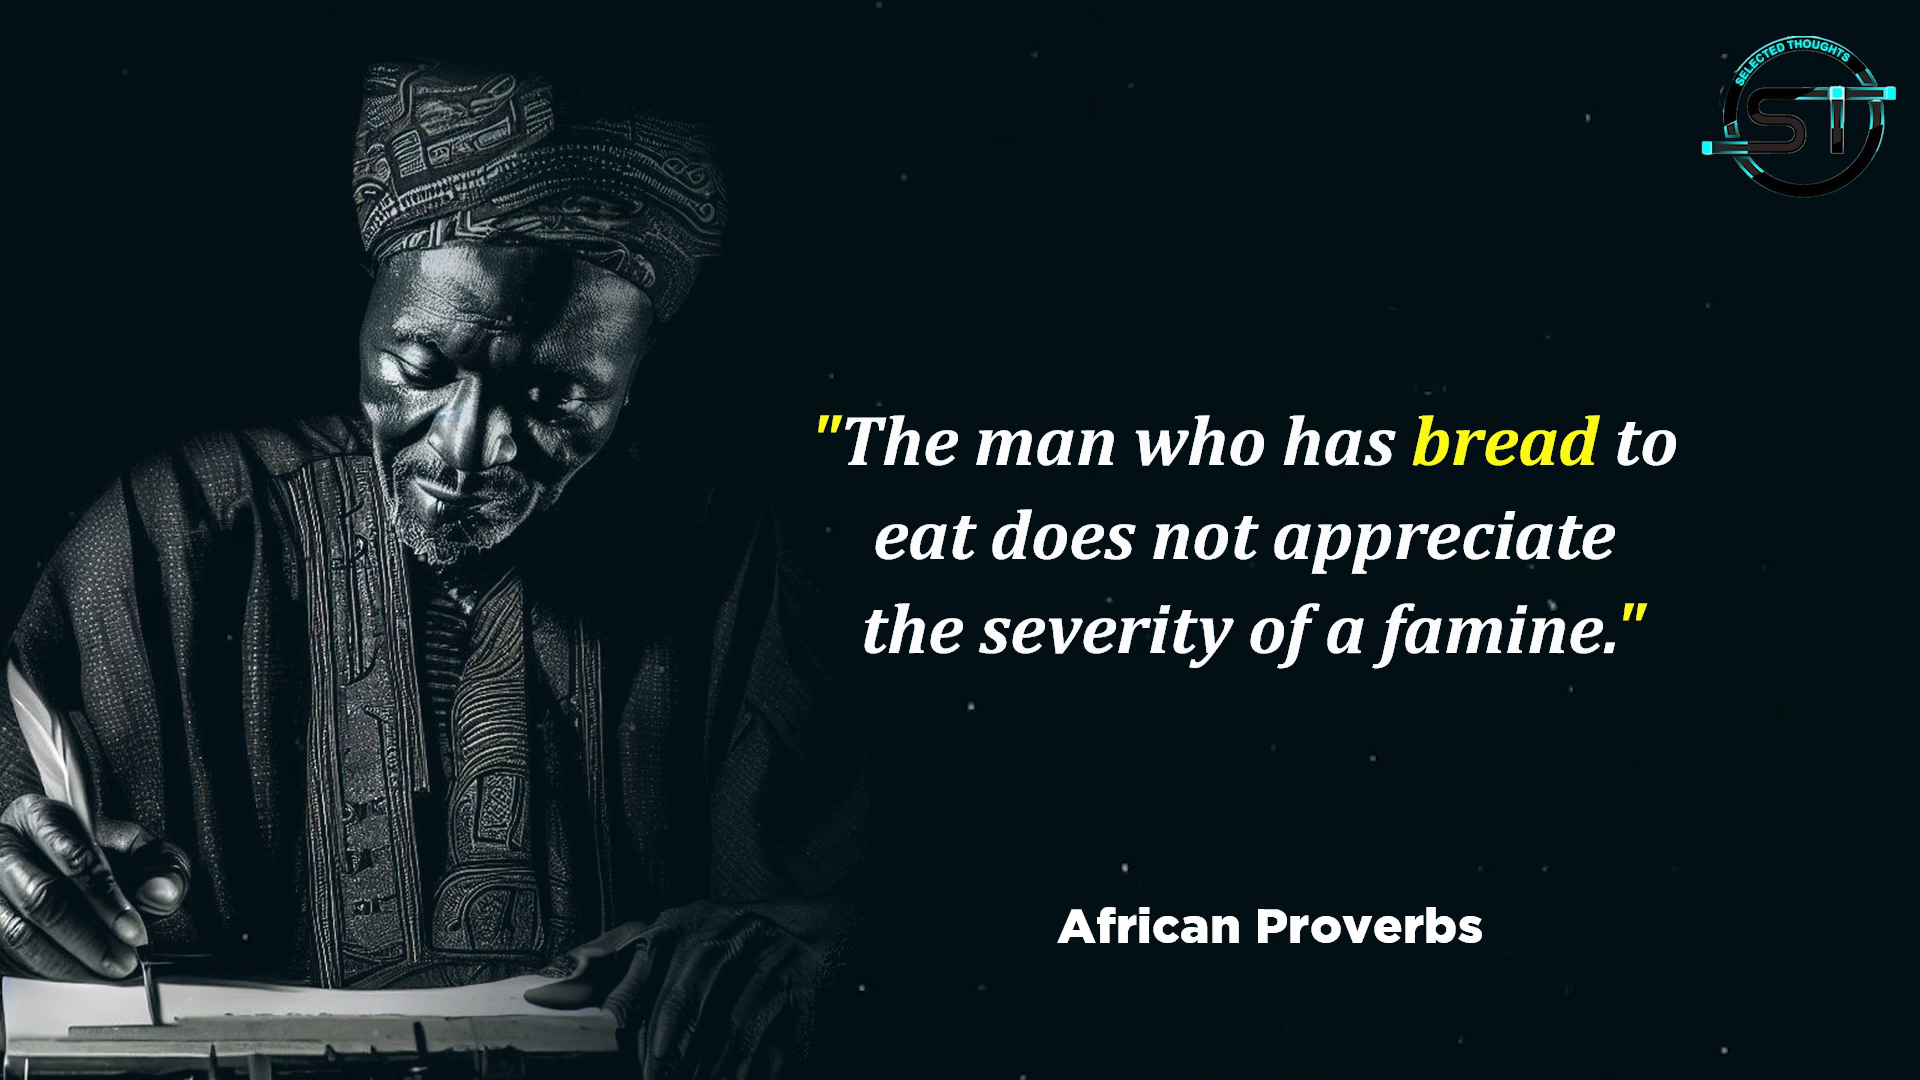 SELECTED THOUGHTS
ST
"The man who has bread to
eat does not appreciate
the severity of a famine."
African Proverbs